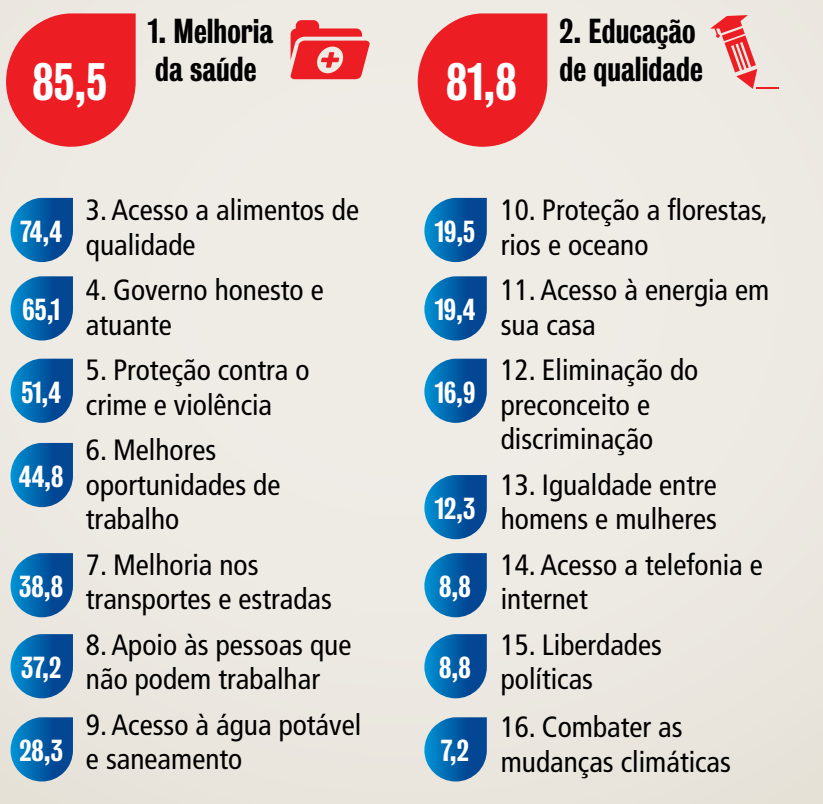 85,5
1. Melhoria
da saúde
81,8
2. Educação
de qualidade
74,4
3. Acesso a alimentos de
qualidade
65,1
4. Governo honesto e
atuante
51,4
5. Proteção contra o
crime e violência
44,8
6. Melhores
oportunidades de
trabalho
38,8
7. Melhoria nos
transportes e estradas
37,2
8. Apoio às pessoas que
não podem trabalhar
28,3
9. Acesso à água potável
e saneamento
19,5
10. Proteção a florestas,
rios e oceano
19,4
11. Acesso à energia em
sua casa
16,9
12. Eliminação do
preconceito e
discriminação
12,3
13. Igualdade entre
homens e mulheres
8,8
14. Acesso a telefonia e
internet
8,8
15. Liberdades
políticas
7,2
16. Combater as
mudanças climáticas